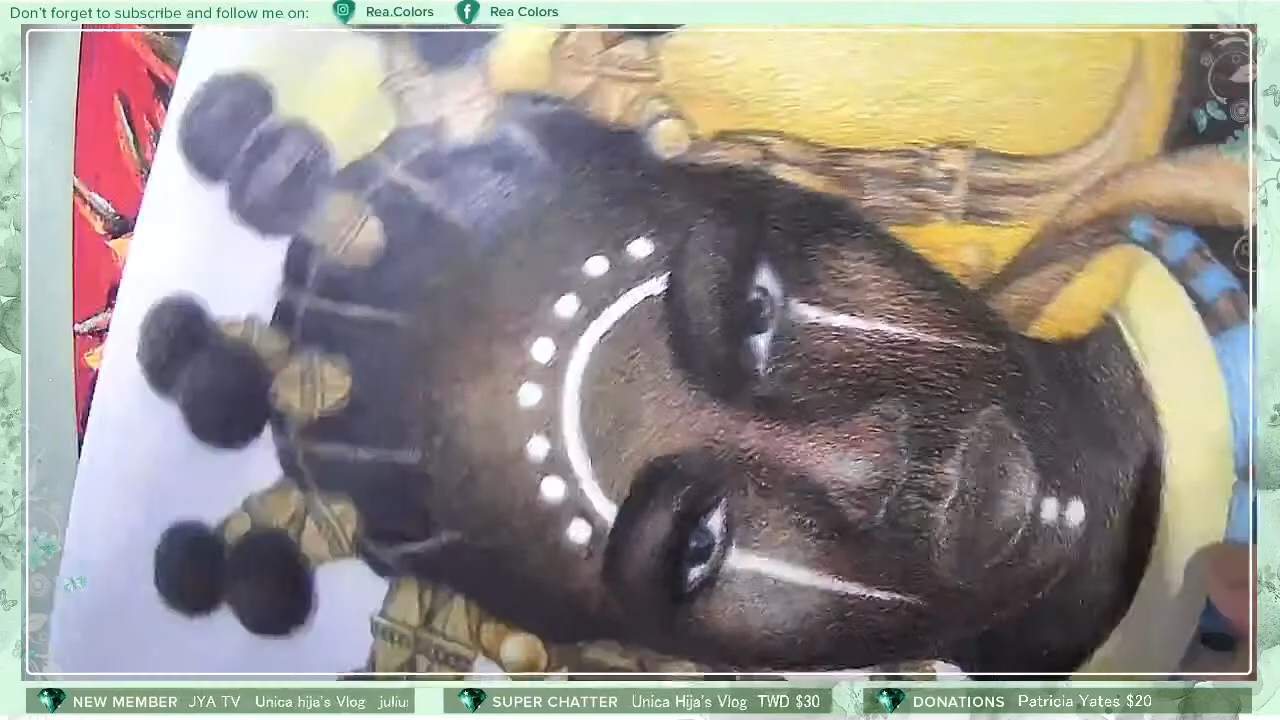 Don't forget to subscribe and follow me on: Rea.Colors Rea Colors
NEW MEMBER JYA TV Unica hija's Vlog SUPER CHATTER Unica Hija's Vlog TWD $30 DONATIONS Patricia Yates $20